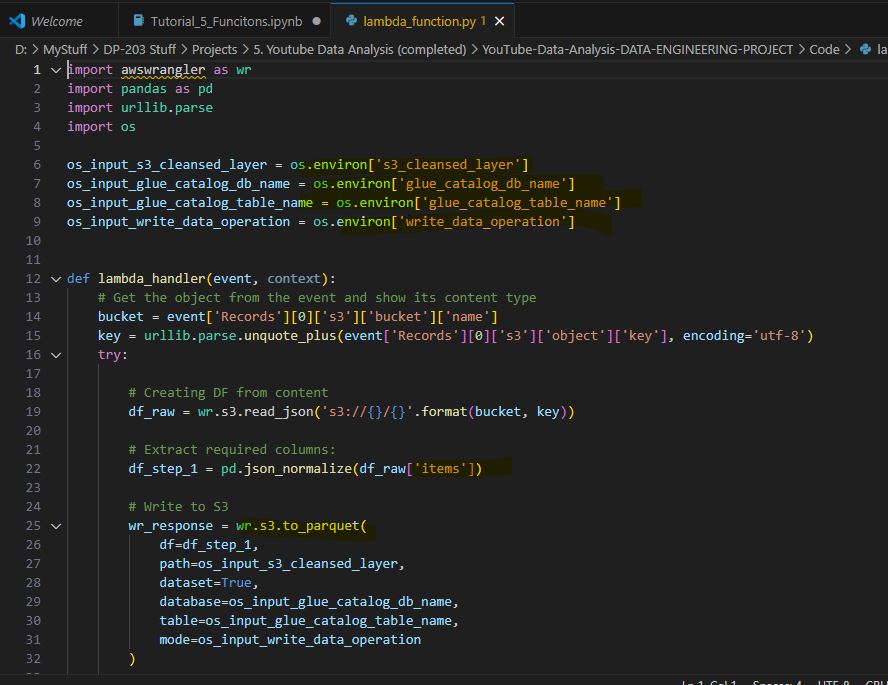 Welcome
Tutorial_5_Funcitons.ipynb
lambda_function.py 1
D: > MyStuff > DP-203 Stuff > Projects > 5. Youtube Data Analysis (completed) > YouTube-Data-Analysis-DATA-ENGINEERING-PROJECT > Code >
1 import awswrangler as wr
2 import pandas as pd
3 import urllib.parse
4 import os
5
6 os_input_s3_cleansed_layer = os.environ['s3_cleansed_layer']
7 os_input_glue_catalog_db_name = os.environ['glue_catalog_db_name']
8 os_input_glue_catalog_table_name = os.environ['glue_catalog_table_name']
9 os_input_write_data_operation = os.environ['write_data_operation']
10
11
12 def lambda_handler(event, context):
13 # Get the object from the event and show its content type
14 bucket = event['Records'][0]['s3']['bucket']['name']
15 key = urllib.parse.unquote_plus(event['Records'][0]['s3']['object']['key'], encoding='utf-8')
16 try:
17
18 # Creating DF from content
19 df_raw = wr.s3.read_json('s3://{}/{}'.format(bucket, key))
20
21 # Extract required columns:
22 df_step_1 = pd.json_normalize(df_raw['items'])
23
24 # Write to S3
25 wr_response = wr.s3.to_parquet(
26 df=df_step_1,
27 path=os_input_s3_cleansed_layer,
28 dataset=True,
29 database=os_input_glue_catalog_db_name,
30 table=os_input_glue_catalog_table_name,
31 mode=os_input_write_data_operation
32 )